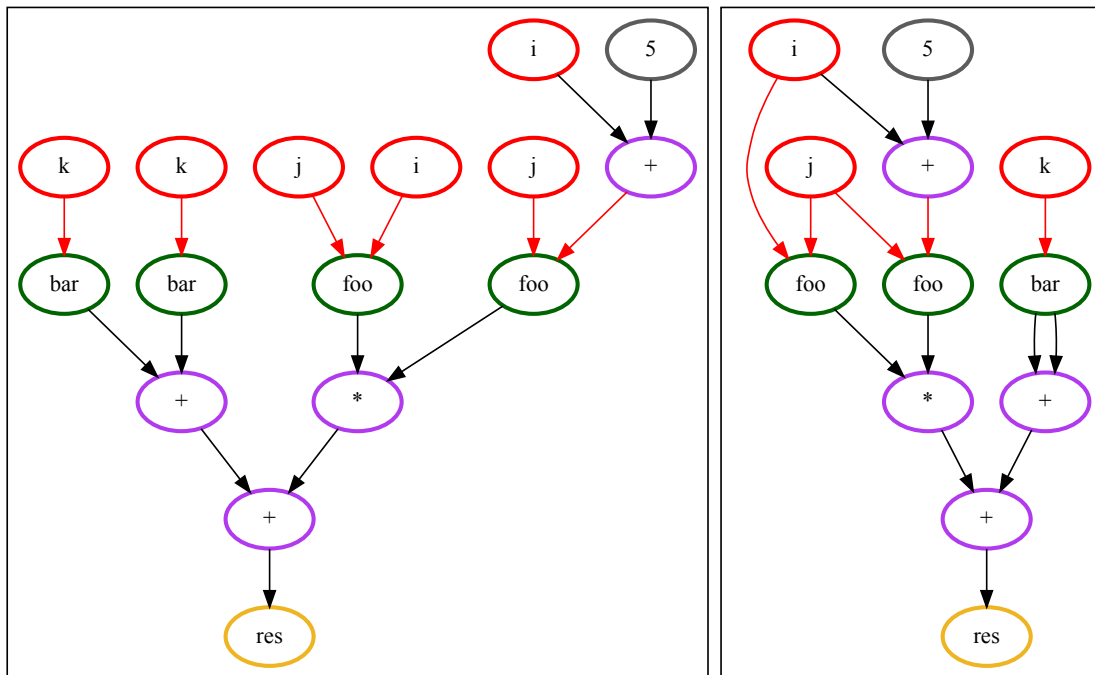 i 5
k k j i j +
bar bar foo foo
+ *
+
res
i 5
j + k
foo foo bar
* +
+
res